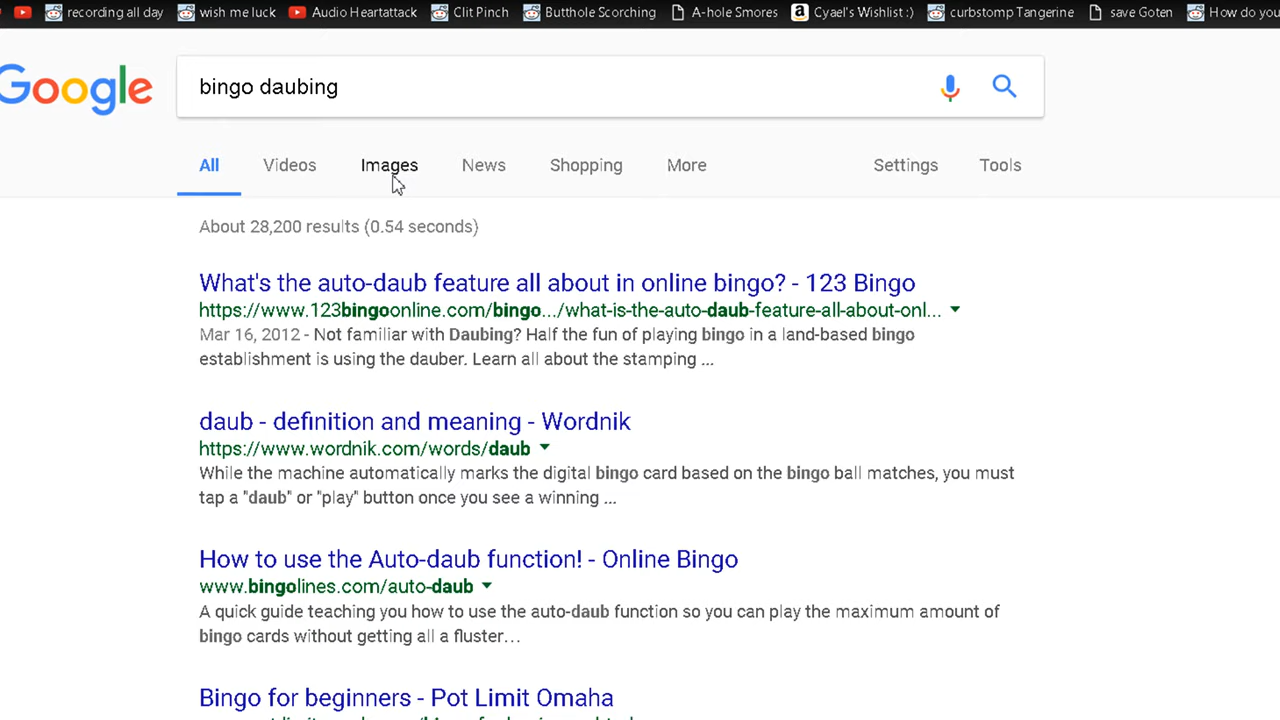 recording all day wish me luck Audio Heartattack Clit Pinch Butthole Scorching A-hole Smores Cyael's Wishlist :) curbstomp Tangerine save Goten How do you
Google bingo daubing
All Videos Images News Shopping More Settings Tools
About 28,200 results (0.54 seconds)
What's the auto-daub feature all about in online bingo? - 123 Bingo
https://www.123bingoonline.com/bingo.../what-is-the-auto-daub-feature-all-about-onl...
Mar 16, 2012 - Not familiar with Daubing? Half the fun of playing bingo in a land-based bingo
establishment is using the dauber. Learn all about the stamping ...
daub - definition and meaning - Wordnik
https://www.wordnik.com/words/daub
While the machine automatically marks the digital bingo card based on the bingo ball matches, you must
tap a "daub" or "play" button once you see a winning ...
How to use the Auto-daub function! - Online Bingo
www.bingolines.com/auto-daub
A quick guide teaching you how to use the auto-daub function so you can play the maximum amount of
bingo cards without getting all a fluster...
Bingo for beginners - Pot Limit Omaha